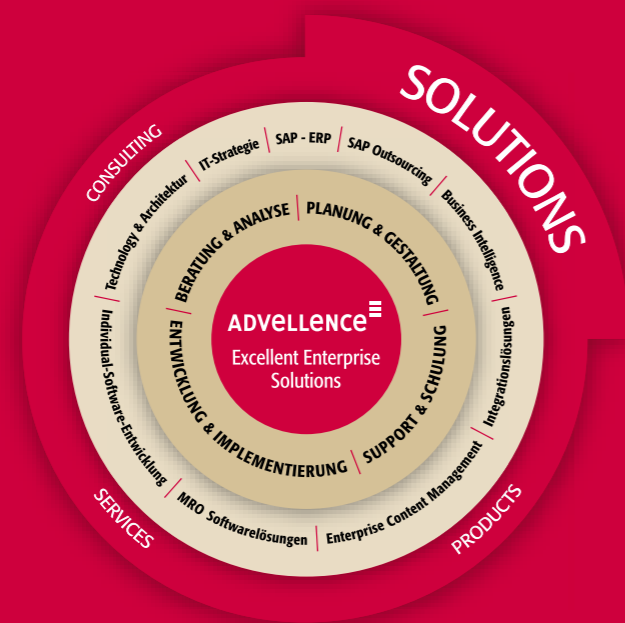 SOLUTIONS
CONSULTING
SERVICES
PRODUCTS
Technology & Architektur
IT-Strategie
SAP - ERP
SAP Outsourcing
Business Intelligence
Integrationslösungen
Enterprise Content Management
MRO Softwarelösungen
Individual-Software-Entwicklung
BERATUNG & ANALYSE
PLANUNG & GESTALTUNG
SUPPORT & SCHULUNG
ENTWICKLUNG & IMPLEMENTIERUNG
ADVELLENCE
Excellent Enterprise
Solutions